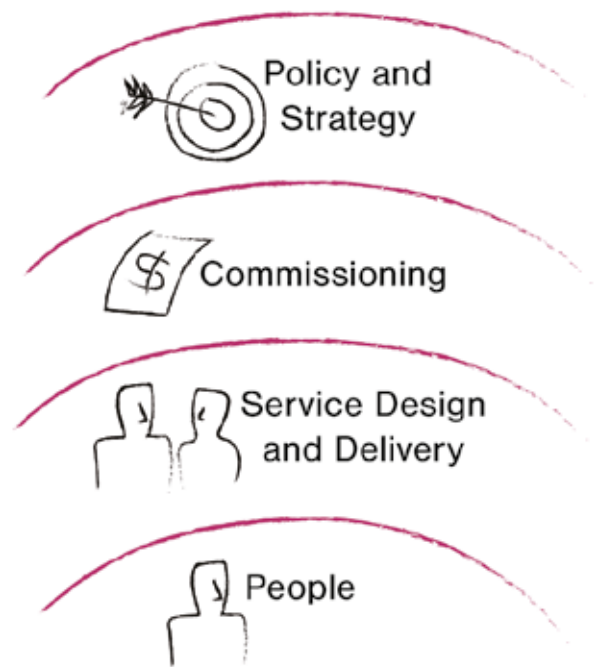 Policy and
Strategy
$
Commissioning
Service Design
and Delivery
People